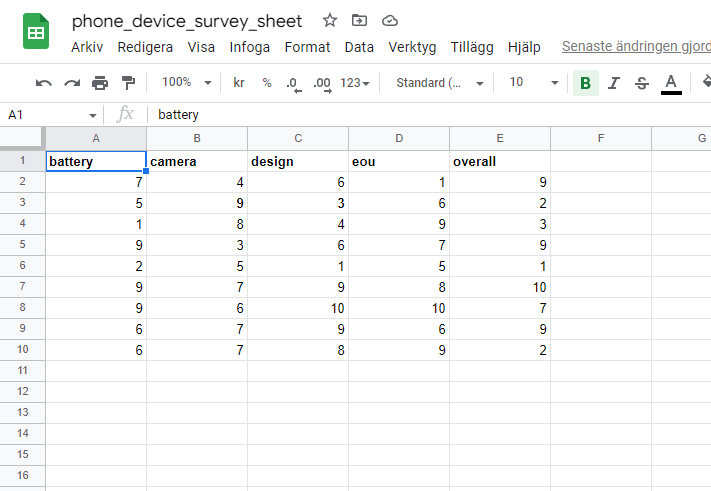 phone_device_survey_sheet
Arkiv Redigera Visa Infoga Format Data Verktyg Tillägg Hjälp Senaste ändringen gjord
100% kr % .0 .00 123 Standard (... 10 B I S A
A1 fx battery
A B C D E F G
1 battery camera design eou overall
2 7 4 6 1 9
3 5 9 3 6 2
4 1 8 4 9 3
5 9 3 6 7 9
6 2 5 1 5 1
7 9 7 9 8 10
8 9 6 10 10 7
9 6 7 9 6 9
10 6 7 8 9 2
11
12
13
14
15
16